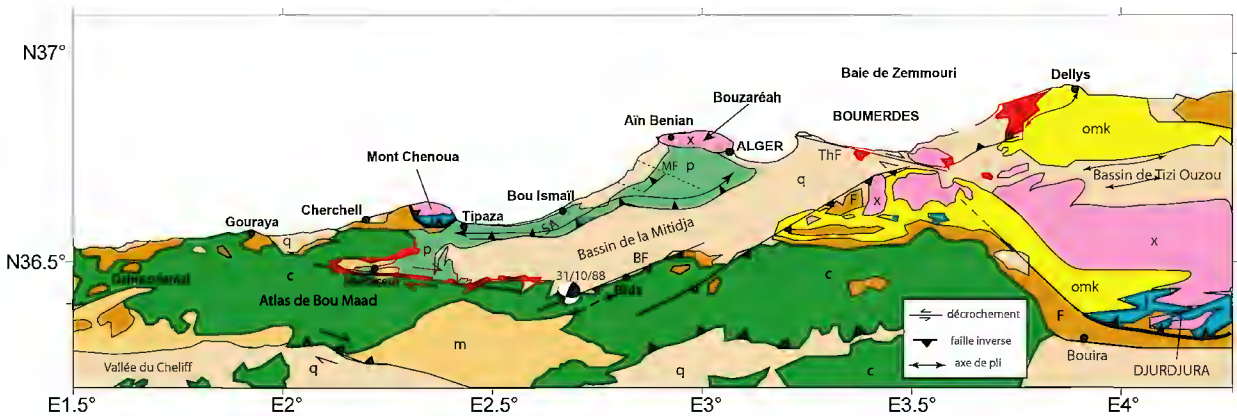 N37°
N36.5°
Baie de Zemmouri
Dellys
Bouzaréah
BOUMERDES
Aïn Benian
x
ALGER
omk
Mont Chenoua
MF
p
ThF
Bassin de Tizi Ouzou
q
Bou Ismaïl
Cherchell
Tipaza
F
x
Gouraya
SA
x
q
p
Bassin de la Mitidja
BF
31/10/88
c
c
omk
Atlas de Bou Maad
Blida
F
décrochement
faille inverse
axe de pli
m
Vallée du Cheliff
q
q
c
Bouira
DJURDJURA
E1.5°
E2°
E2.5°
E3°
E3.5°
E4°